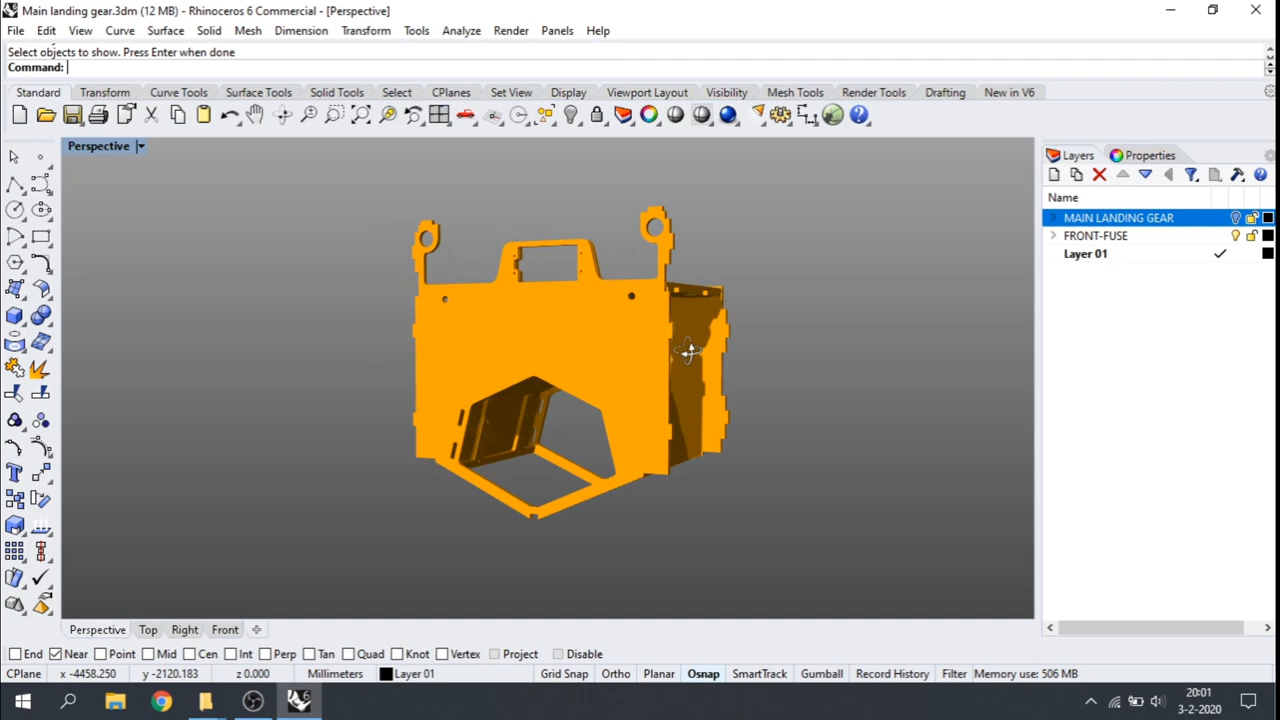 Main landing gear.3dm (12 MB) - Rhinoceros 6 Commercial - [Perspective]
File Edit View Curve Surface Solid Mesh Dimension Transform Tools Analyze Render Panels Help
Select objects to show. Press Enter when done
Command:
Standard Transform Curve Tools Surface Tools Solid Tools Select CPlanes Set View Display Viewport Layout Visibility Mesh Tools Render Tools Drafting New in V6
Perspective
Layers Properties
Name
MAIN LANDING GEAR
FRONT-FUSE
Layer 01
Perspective Top Right Front
End Near Point Mid Cen Int Perp Tan Quad Knot Vertex Project Disable
CPlane x -4458.250 y -2120.183 z 0.000 Millimeters Layer 01 Grid Snap Ortho Planar Osnap SmartTrack Gumball Record History Filter Memory use: 506 MB
20:01
3-2-2020